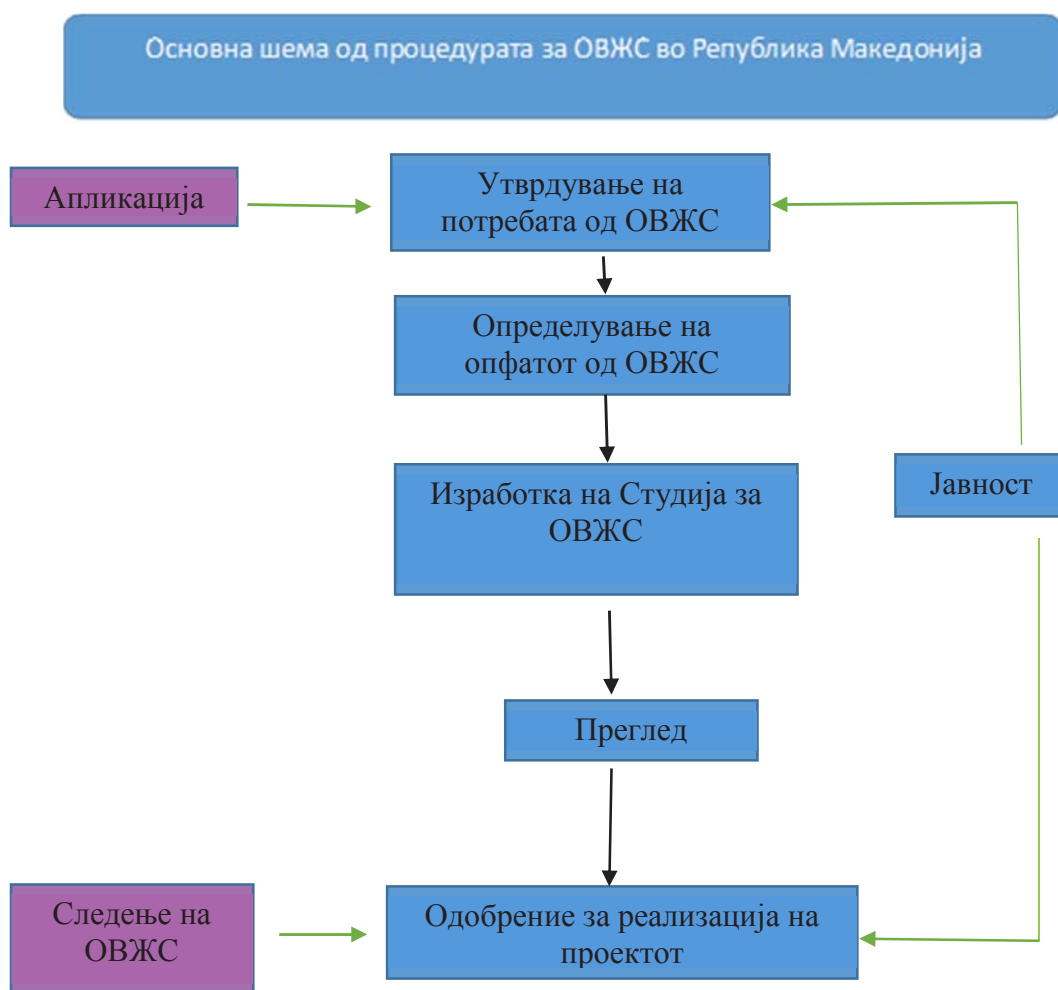 Основна шема од процедурата за ОВЖС во Република Македонија
Апликација
Утврдување на
потребата од ОВЖС
Определување на
опфатот од ОВЖС
Јавност
Изработка на Студија за
ОВЖС
Преглед
Следење на
ОВЖС
Одобрение за реализација на
проектот